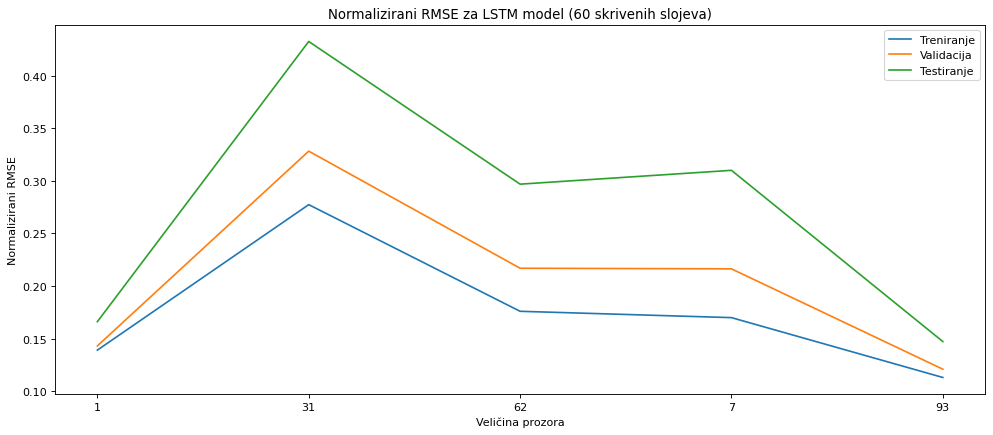 Normalizirani RMSE za LSTM model (60 skrivenih slojeva)
Treniranje
Validacija
Testiranje
Normalizirani RMSE
0.40
0.35
0.30
0.25
0.20
0.15
0.10
1 31 62 7 93
Veličina prozora